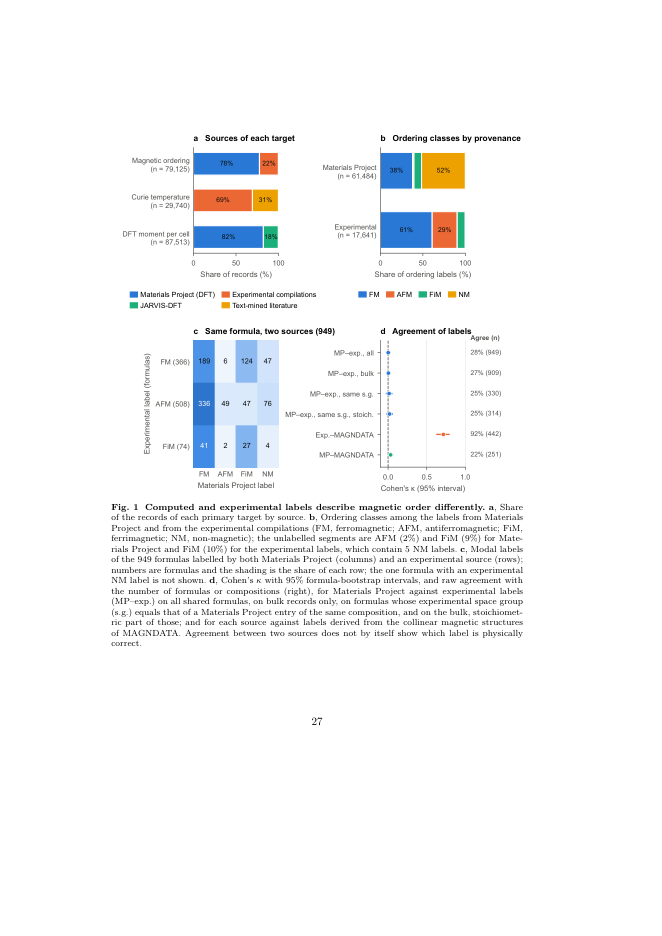 a Sources of each target
Magnetic ordering
(n = 79,125)
78%
22%
Curie temperature
(n = 29,740)
69%
31%
DFT moment per cell
(n = 87,513)
82%
18%
0 50 100
Share of records (%)
Materials Project (DFT) Experimental compilations
JARVIS-DFT Text-mined literature
b Ordering classes by provenance
Materials Project
(n = 61,484)
38%
52%
Experimental
(n = 17,641)
61%
29%
0 50 100
Share of ordering labels (%)
FM AFM FiM NM
c Same formula, two sources (949)
Experimental label (formulas)
FM (366) 189 6 124 47
AFM (508) 336 49 47 76
FiM (74) 41 2 27 4
FM AFM FiM NM
Materials Project label
d Agreement of labels
Agree (n)
MP–exp., all 28% (949)
MP–exp., bulk 27% (909)
MP–exp., same s.g. 25% (330)
MP–exp., same s.g., stoich. 25% (314)
Exp.–MAGNDATA 92% (442)
MP–MAGNDATA 22% (251)
0.0 0.5 1.0
Cohen's κ (95% interval)
Fig. 1 Computed and experimental labels describe magnetic order differently. a, Share
of the records of each primary target by source. b, Ordering classes among the labels from Materials
Project and from the experimental compilations (FM, ferromagnetic; AFM, antiferromagnetic; FiM,
ferrimagnetic; NM, non-magnetic); the unlabelled segments are AFM (2%) and FiM (9%) for Mate-
rials Project and FiM (10%) for the experimental labels, which contain 5 NM labels. c, Modal labels
of the 949 formulas labelled by both Materials Project (columns) and an experimental source (rows);
numbers are formulas and the shading is the share of each row; the one formula with an experimental
NM label is not shown. d, Cohen's κ with 95% formula-bootstrap intervals, and raw agreement with
the number of formulas or compositions (right), for Materials Project against experimental labels
(MP–exp.) on all shared formulas, on bulk records only, on formulas whose experimental space group
(s.g.) equals that of a Materials Project entry of the same composition, and on the bulk, stoichiomet-
ric part of those; and for each source against labels derived from the collinear magnetic structures
of MAGNDATA. Agreement between two sources does not by itself show which label is physically
correct.
27